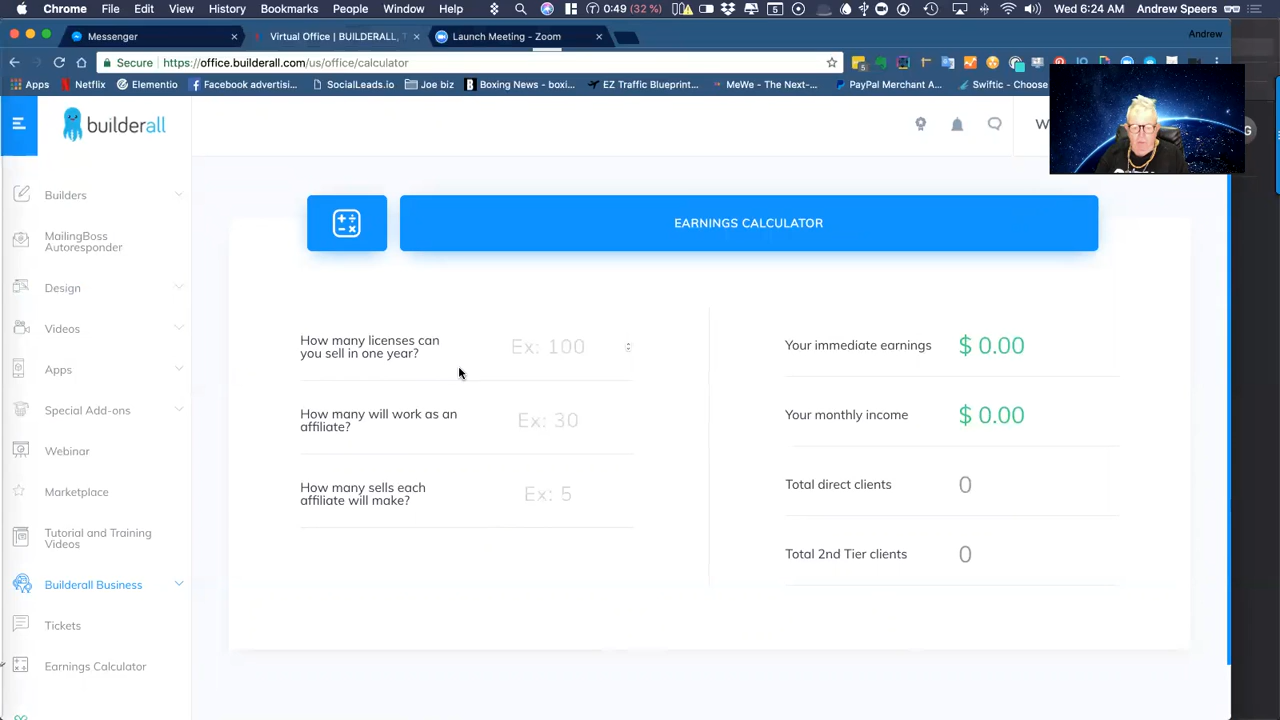 Chrome File Edit View History Bookmarks People Window Help 0:49 (32 %) 5 Wed 6:24 AM Andrew Speers
Messenger × Virtual Office | BUILDERALL, T × Launch Meeting - Zoom × Andrew
Secure https://office.builderall.com/us/office/calculator
Apps Netflix Elementio Facebook advertisi... SocialLeads.io Joe biz Boxing News - boxi... EZ Traffic Blueprint... MeWe - The Next-... PayPal Merchant A... Swiftic - Choose
builderall
W
G
Builders
MailingBoss
Autoresponder
Design
Videos
Apps
Special Add-ons
Webinar
Marketplace
Tutorial and Training
Videos
Builderall Business
Tickets
Earnings Calculator
EARNINGS CALCULATOR
How many licenses can
you sell in one year?
Ex: 100
How many will work as an
affiliate?
Ex: 30
How many sells each
affiliate will make?
Ex: 5
Your immediate earnings $ 0.00
Your monthly income $ 0.00
Total direct clients 0
Total 2nd Tier clients 0